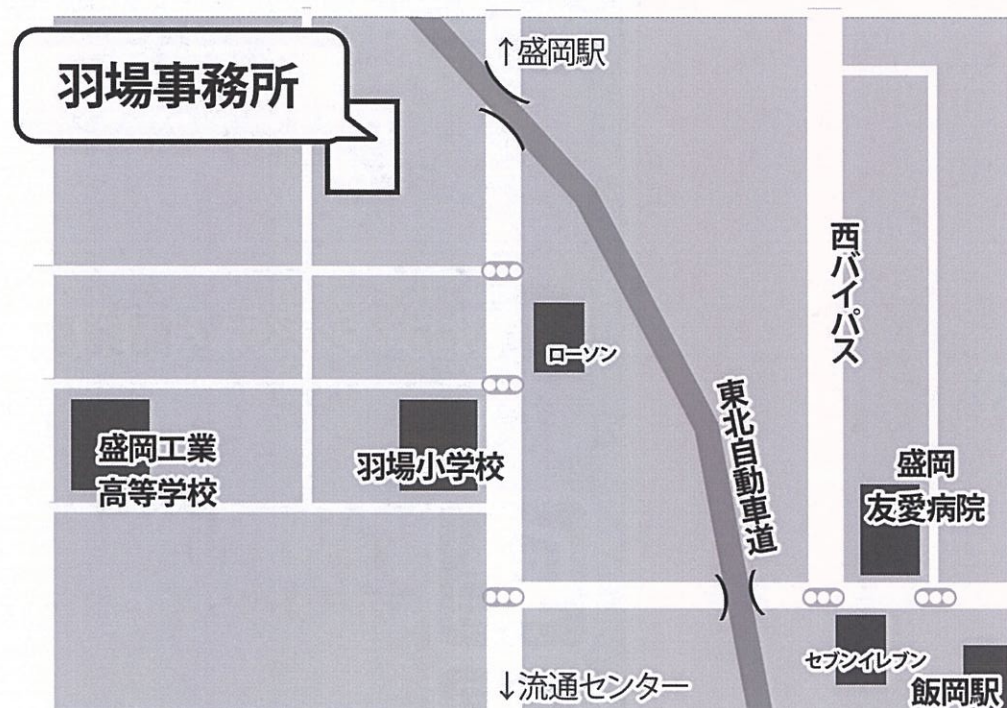 ↑盛岡駅
羽場事務所
西バイパス
ローソン
東北自動車道
盛岡工業
高等学校
羽場小学校
盛岡
友愛病院
セブンイレブン
飯岡駅
↓流通センター